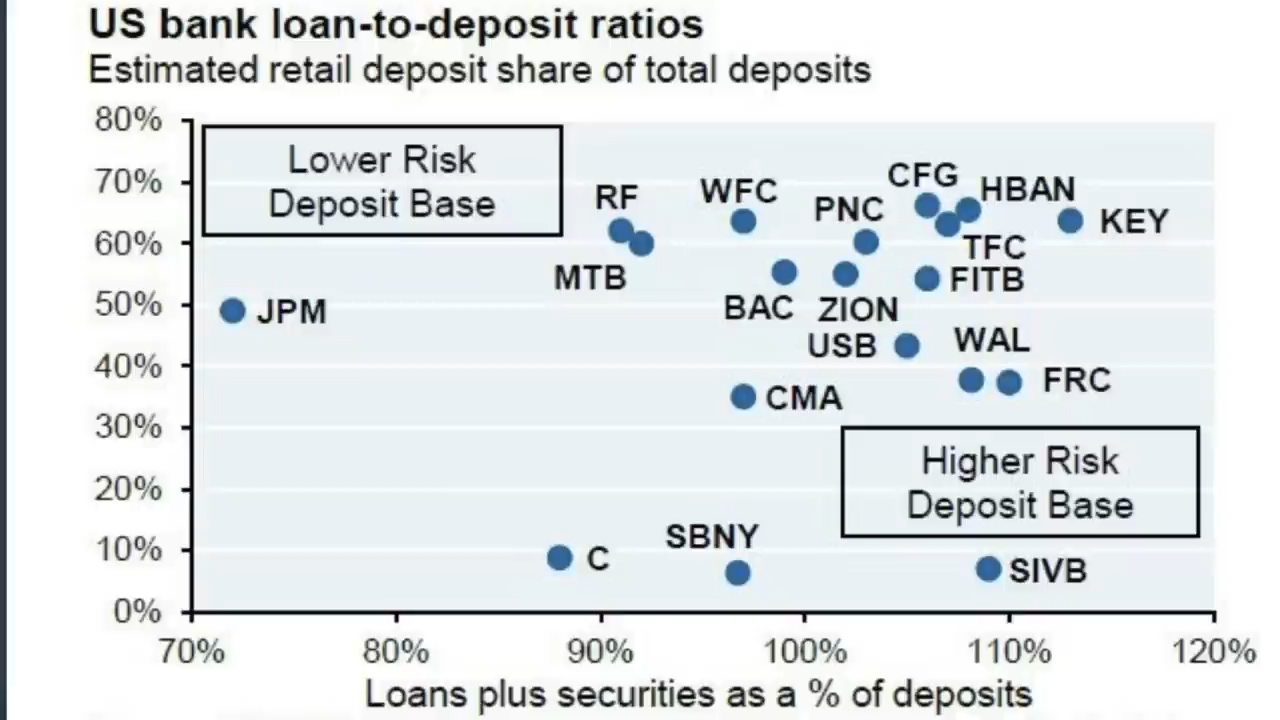 US bank loan-to-deposit ratios
Estimated retail deposit share of total deposits
80%
70%
60%
50%
40%
30%
20%
10%
0%
Lower Risk
Deposit Base
RF
WFC
CFG
HBAN
PNC
KEY
MTB
TFC
FITB
JPM
BAC
ZION
USB
WAL
CMA
FRC
Higher Risk
Deposit Base
SBNY
C
SIVB
70%
80%
90%
100%
110%
120%
Loans plus securities as a % of deposits